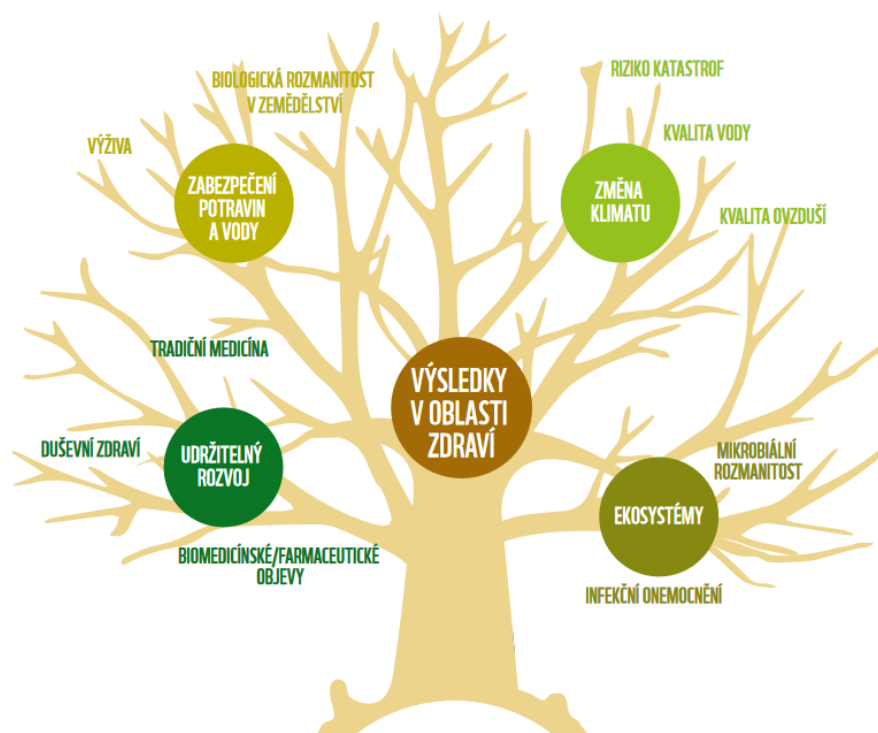 BIOLOGICKÁ ROZMANITOST
V ZEMĚDĚLSTVÍ
VÝŽIVA
ZABEZPEČENÍ
POTRAVIN
A VODY
RIZIKO KATASTROF
KVALITA VODY
ZMĚNA
KLIMATU
KVALITA OVZDUŠÍ
TRADIČNÍ MEDICÍNA
VÝSLEDKY
V OBLASTI
ZDRAVÍ
DUŠEVNÍ ZDRAVÍ
UDRŽITELNÝ
ROZVOJ
BIOMEDICÍNSKÉ/FARMACEUTICKÉ
OBJEVY
MIKROBIÁLNÍ
ROZMANITOST
EKOSYSTÉMY
INFEKČNÍ ONEMOCNĚNÍ